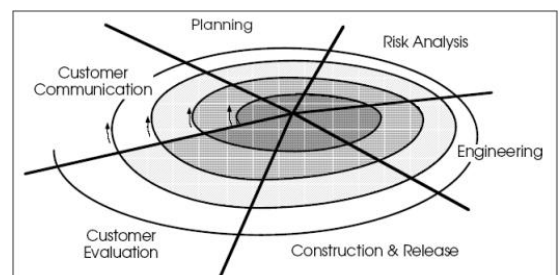 Planning
Risk Analysis
Customer
Communication
Engineering
Customer
Evaluation
Construction & Release